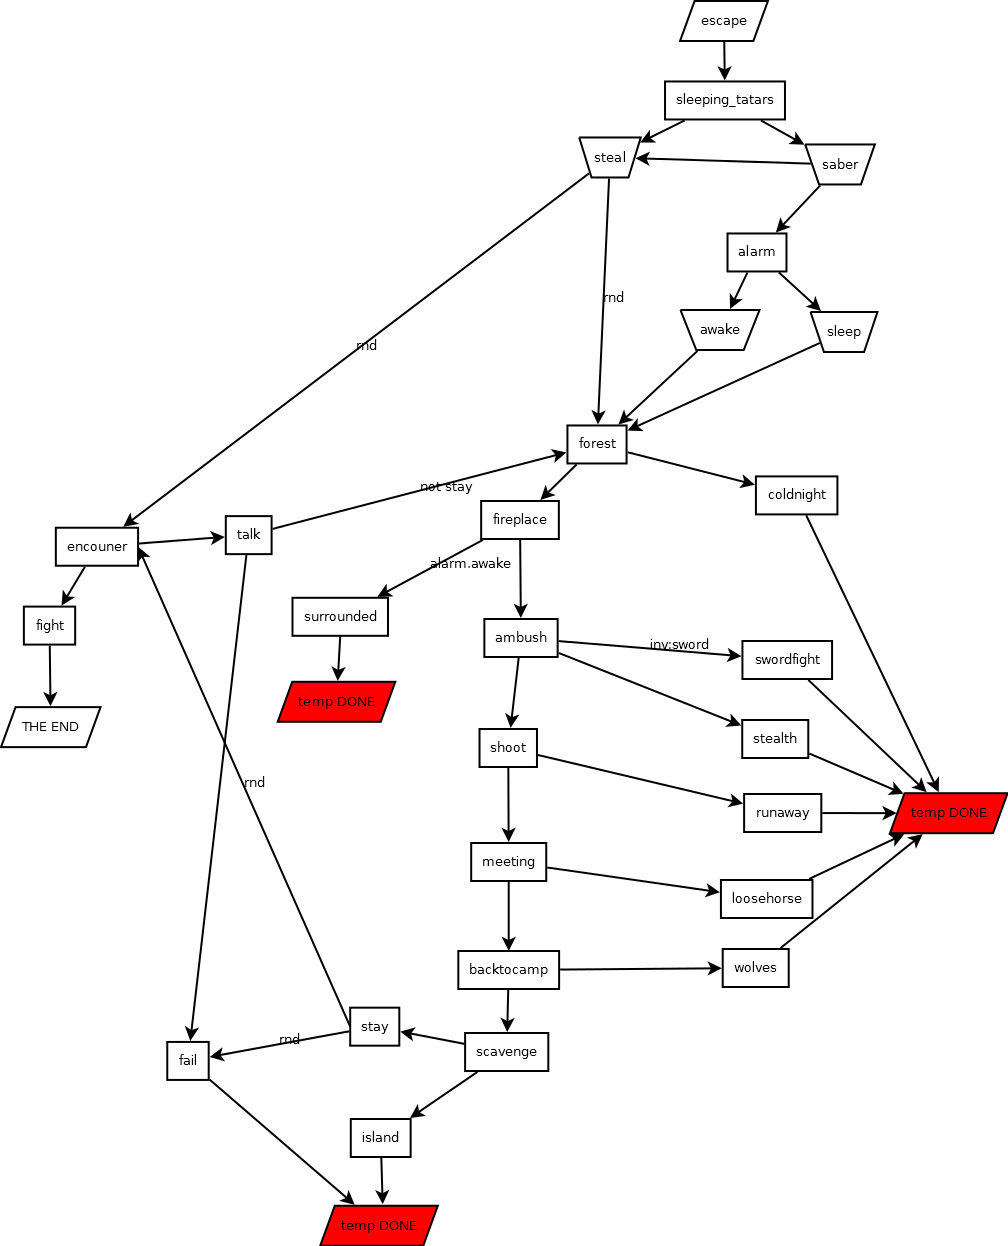 escape
sleeping_tatars
steal
saber
alarm
rnd
awake
sleep
rnd
forest
not stay
coldnight
fireplace
talk
encouner
alarm.awake
surrounded
fight
ambush
inv:sword
swordfight
temp DONE
THE END
shoot
stealth
rnd
runaway
temp DONE
meeting
loosehorse
backtocamp
wolves
stay
rnd
scavenge
fail
island
temp DONE